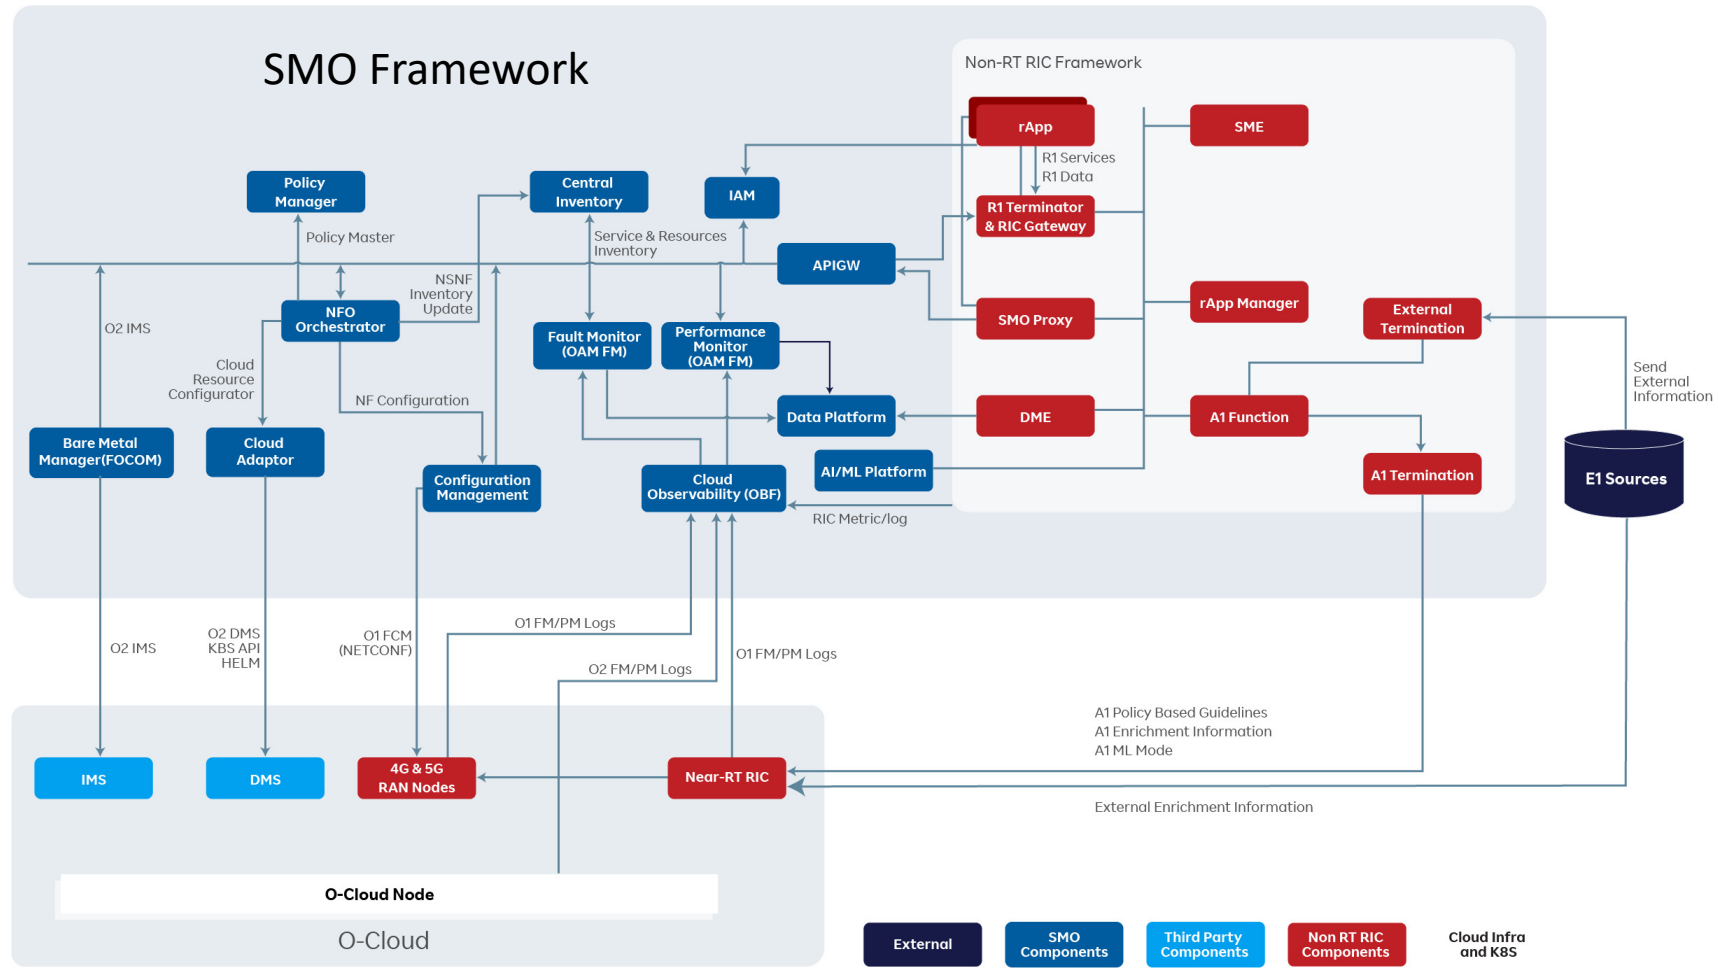 SMO Framework
Non-RT RIC Framework
rApp
SME
R1 Services
R1 Data
Policy
Manager
Central
Inventory
IAM
R1 Terminator
& RIC Gateway
Policy Master
Service & Resources
Inventory
APIGW
NSNF
Inventory
Update
NFO
Orchestrator
O2 IMS
Fault Monitor
(OAM FM)
Performance
Monitor
(OAM FM)
SMO Proxy
rApp Manager
External
Termination
Cloud
Resource
Configurator
NF Configuration
Send
External
Information
Data Platform
DME
A1 Function
Bare Metal
Manager(FOCOM)
Cloud
Adaptor
Configuration
Management
Cloud
Observability (OBF)
AI/ML Platform
A1 Termination
E1 Sources
RIC Metric/log
O2 IMS
O2 DMS
KBS API
HELM
O1 FCM
(NETCONF)
O1 FM/PM Logs
O2 FM/PM Logs
O1 FM/PM Logs
A1 Policy Based Guidelines
A1 Enrichment Information
A1 ML Mode
IMS
DMS
4G & 5G
RAN Nodes
Near-RT RIC
External Enrichment Information
O-Cloud Node
O-Cloud
External
SMO
Components
Third Party
Components
Non RT RIC
Components
Cloud Infra
and K8S